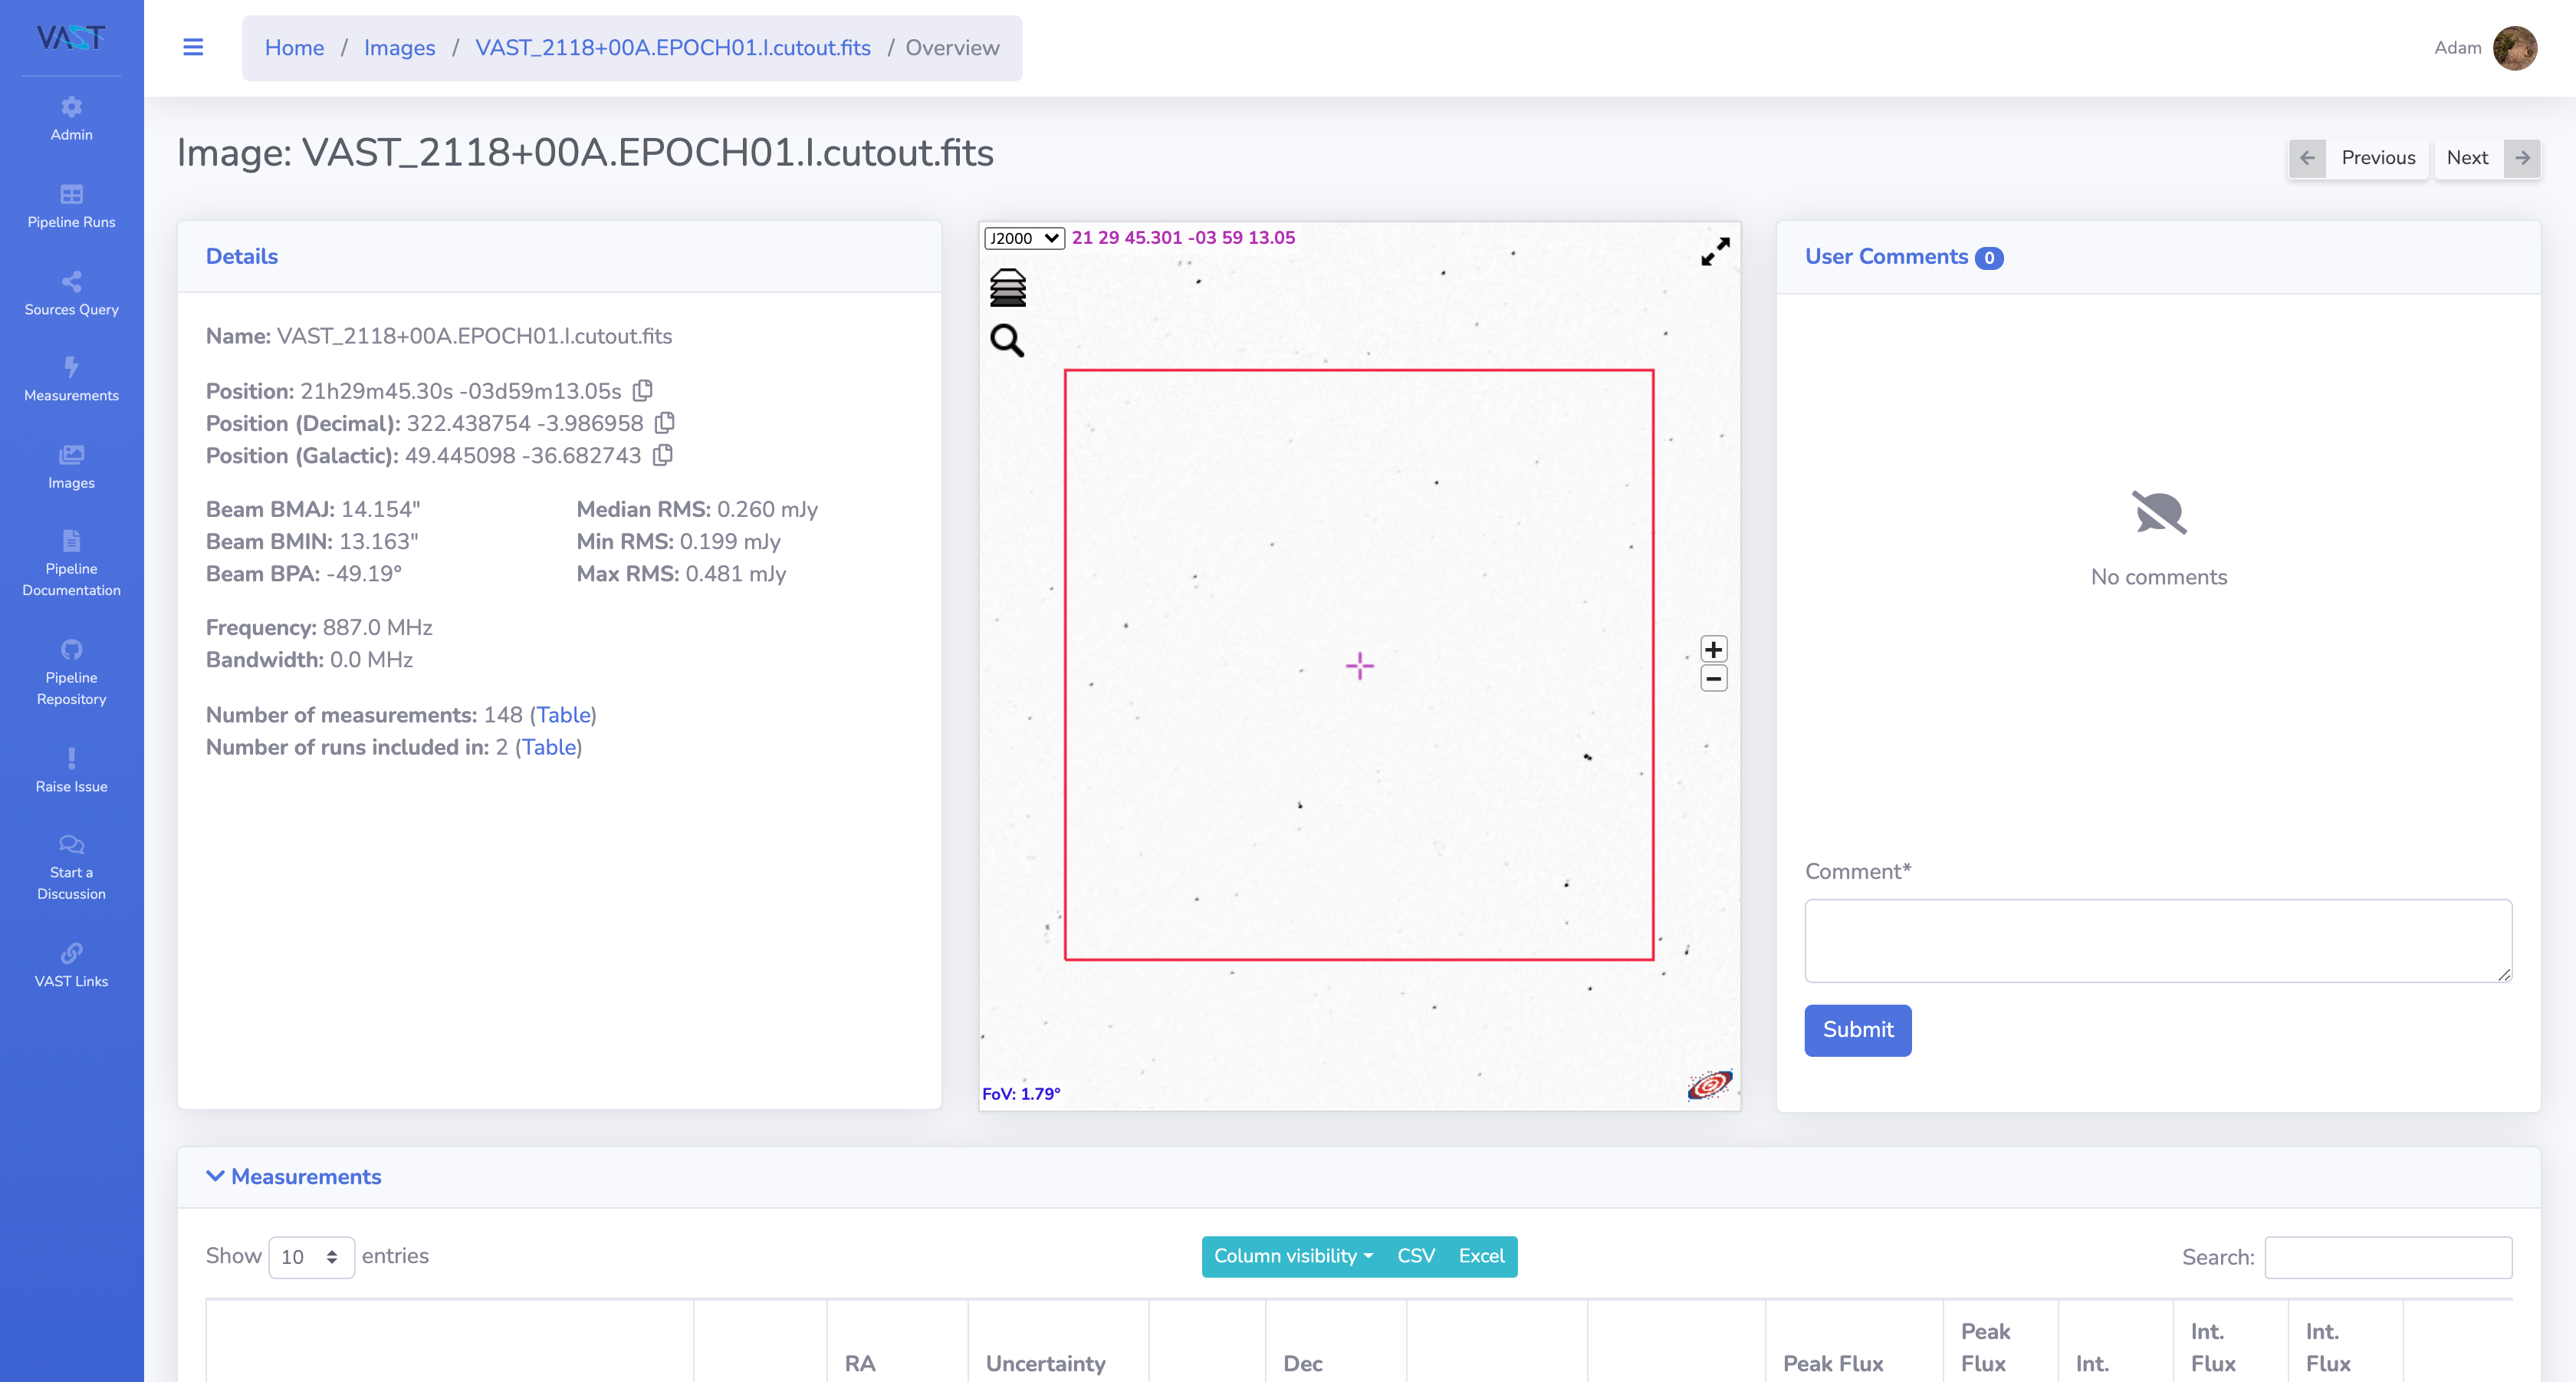 VAST
Admin
Pipeline Runs
Sources Query
Measurements
Images
Pipeline
Documentation
Pipeline
Repository
Raise Issue
Start a
Discussion
VAST Links
Home / Images / VAST_2118+00A.EPOCH01.I.cutout.fits / Overview
Adam
Image: VAST_2118+00A.EPOCH01.I.cutout.fits
Previous
Next
Details
Name: VAST_2118+00A.EPOCH01.I.cutout.fits
Position: 21h29m45.30s -03d59m13.05s
Position (Decimal): 322.438754 -3.986958
Position (Galactic): 49.445098 -36.682743
Beam BMAJ: 14.154"
Beam BMIN: 13.163"
Beam BPA: -49.19°
Median RMS: 0.260 mJy
Min RMS: 0.199 mJy
Max RMS: 0.481 mJy
Frequency: 887.0 MHz
Bandwidth: 0.0 MHz
Number of measurements: 148 (Table)
Number of runs included in: 2 (Table)
J2000 21 29 45.301 -03 59 13.05
FoV: 1.79°
User Comments 0
No comments
Comment*
Submit
Measurements
Show 10 entries
Column visibility CSV Excel
Search:
RA
Uncertainty
Dec
Peak Flux
Peak
Flux
Int.
Int.
Flux
Int.
Flux